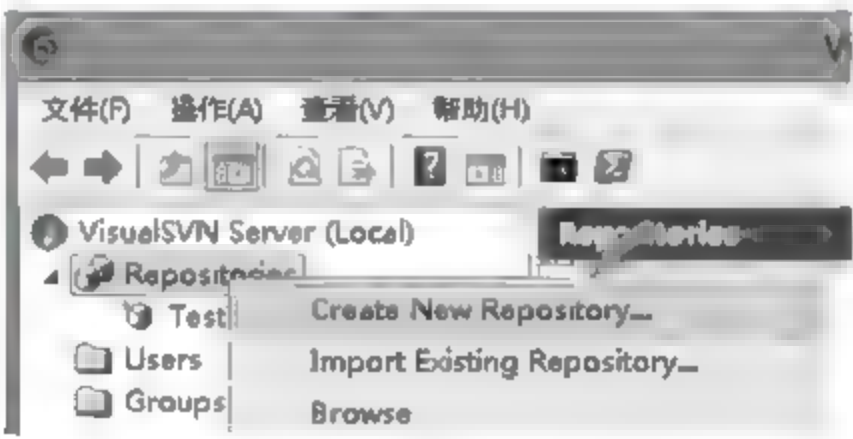 文件(F) 操作(A) 查看(V) 帮助(H)
VisualSVN Server (Local)
Repositories
Repositories
Test
Users
Groups
Create New Repository...
Import Existing Repository...
Browse